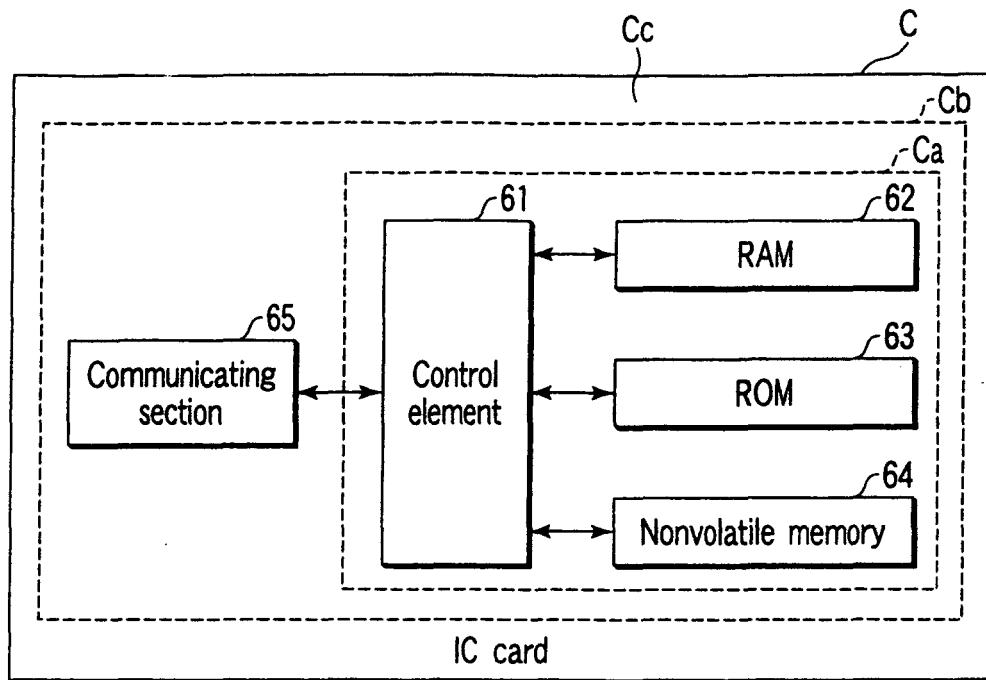 Cc
C
Cb
Ca
61
62
RAM
65
63
Communicating
section
Control
element
ROM
64
Nonvolatile memory
IC card